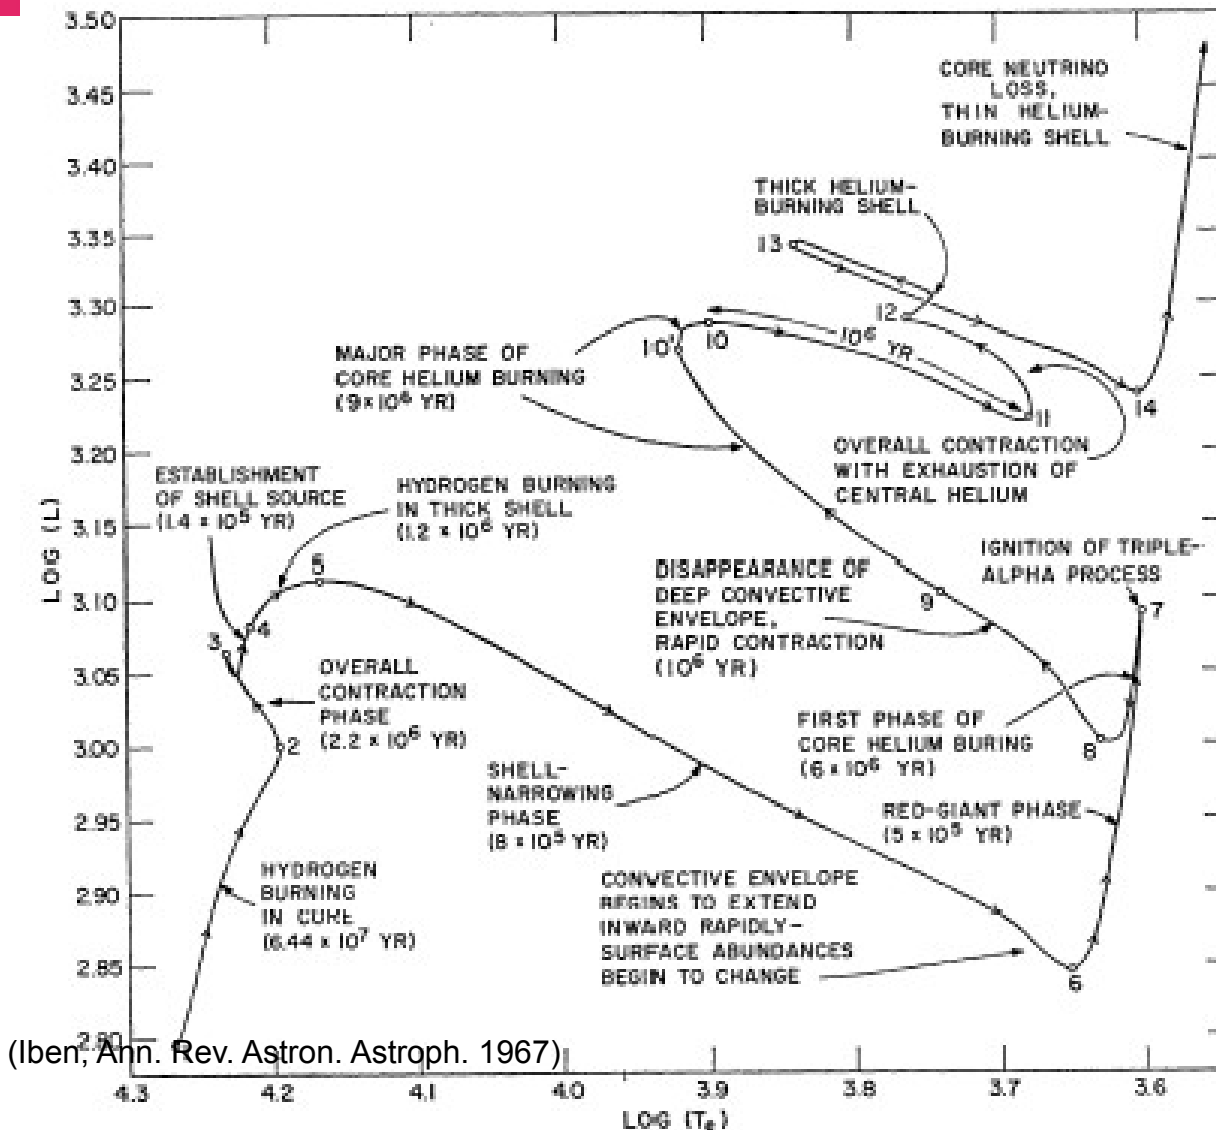 3.50
3.45
3.40
3.35
3.30
3.25
3.20
3.15
3.10
3.05
3.00
2.95
2.90
2.85
2.80
LOG (L)
CORE NEUTRINO
LOSS,
THIN HELIUM-
BURNING SHELL
THICK HELIUM-
BURNING SHELL
13
12
10
10'
10⁶ YR
11
14
MAJOR PHASE OF
CORE HELIUM BURNING
(9×10⁶ YR)
OVERALL CONTRACTION
WITH EXHAUSTION OF
CENTRAL HELIUM
ESTABLISHMENT
OF SHELL SOURCE
(1.4 × 10⁵ YR)
HYDROGEN BURNING
IN THICK SHELL
(1.2 × 10⁶ YR)
5
4
3
IGNITION OF TRIPLE-
ALPHA PROCESS
7
DISAPPEARANCE OF
DEEP CONVECTIVE
ENVELOPE,
RAPID CONTRACTION
(10⁶ YR)
9
OVERALL
CONTRACTION
PHASE
(2.2 × 10⁶ YR)
2
FIRST PHASE OF
CORE HELIUM BURING
(6 × 10⁶ YR)
8
SHELL-
NARROWING
PHASE
(8 × 10⁵ YR)
RED-GIANT PHASE
(5 × 10⁵ YR)
HYDROGEN
BURNING
IN CORE
(6.44 × 10⁷ YR)
CONVECTIVE ENVELOPE
BEGINS TO EXTEND
INWARD RAPIDLY-
SURFACE ABUNDANCES
BEGIN TO CHANGE
6
(Iben, Ann. Rev. Astron. Astroph. 1967)
4.3 4.2 4.1 4.0 3.9 3.8 3.7 3.6
LOG (Tₑ)